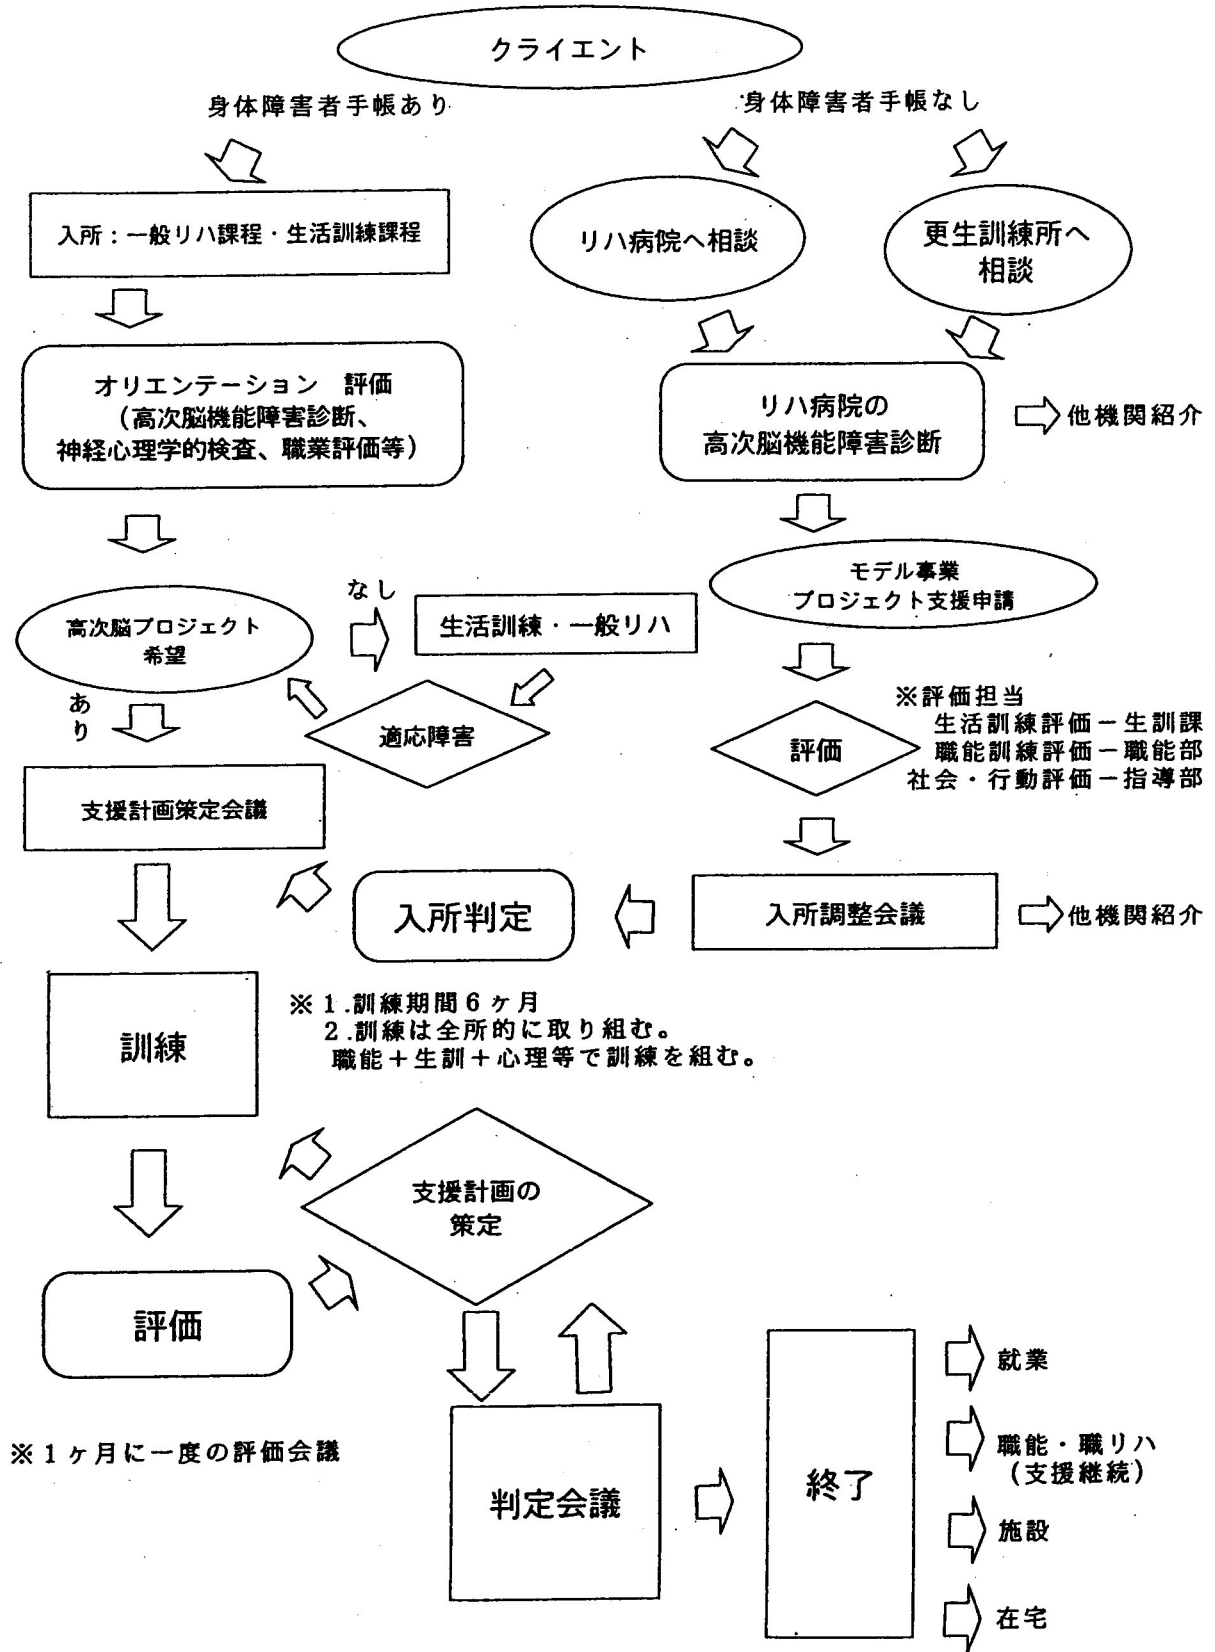 クライエント
身体障害者手帳あり
身体障害者手帳なし
入所：一般リハ課程・生活訓練課程
リハ病院へ相談
更生訓練所へ
相談
オリエンテーション　評価
（高次脳機能障害診断、
神経心理学的検査、職業評価等）
リハ病院の
高次脳機能障害診断
他機関紹介
高次脳プロジェクト
希望
なし
生活訓練・一般リハ
モデル事業
プロジェクト支援申請
あり
適応障害
評価
※評価担当
生活訓練評価－生訓課
職能訓練評価－職能部
社会・行動評価－指導部
支援計画策定会議
入所判定
入所調整会議
他機関紹介
訓練
※１.訓練期間６ヶ月
２.訓練は全所的に取り組む。
職能＋生訓＋心理等で訓練を組む。
支援計画の
策定
評価
※１ヶ月に一度の評価会議
判定会議
終了
就業
職能・職リハ
（支援継続）
施設
在宅